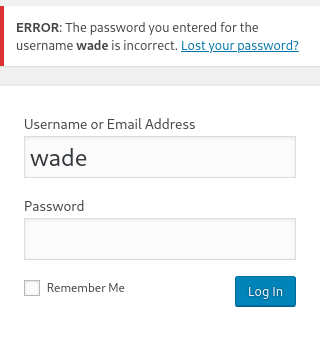 ERROR: The password you entered for the
username wade is incorrect. Lost your password?
Username or Email Address
wade
Password
Remember Me
Log In